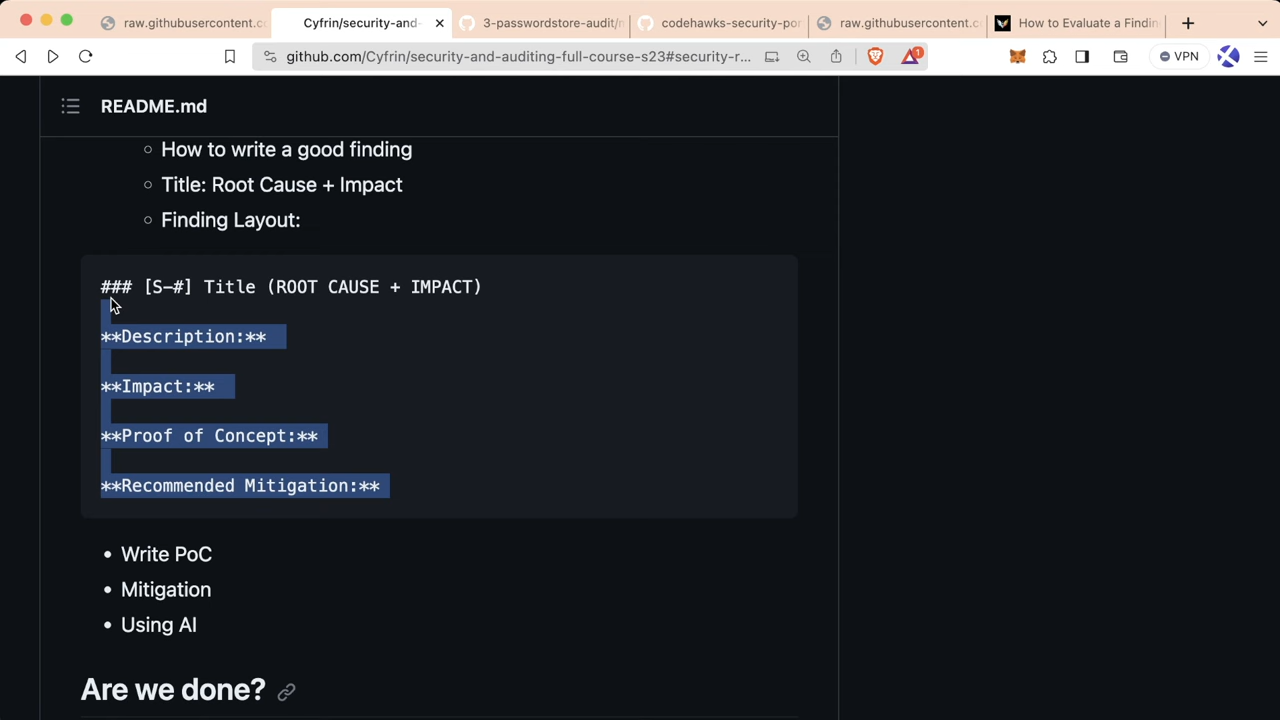 raw.githubusercontent.c
Cyfrin/security-and-
3-passwordstore-audit/n
codehawks-security-por
raw.githubusercontent.c
How to Evaluate a Findin
github.com/Cyfrin/security-and-auditing-full-course-s23#security-r...
1
VPN
README.md
How to write a good finding
Title: Root Cause + Impact
Finding Layout:
### [S-#] Title (ROOT CAUSE + IMPACT)
**Description:**
**Impact:**
**Proof of Concept:**
**Recommended Mitigation:**
Write PoC
Mitigation
Using AI
Are we done?